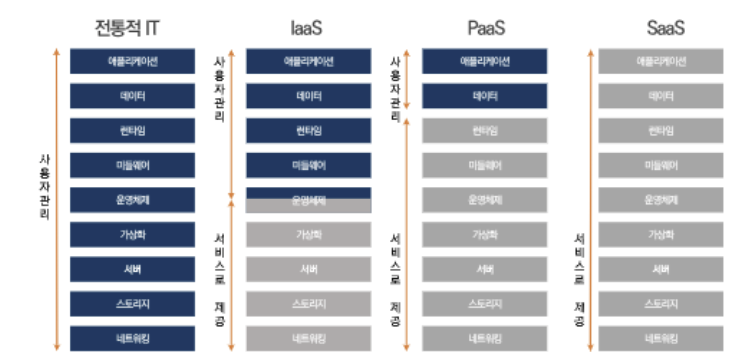 전통적 IT
IaaS
PaaS
SaaS
사용자관리
애플리케이션
데이터
런타임
미들웨어
운영체제
가상화
서버
스토리지
네트워킹
사용자관리
서비스로 제공
애플리케이션
데이터
런타임
미들웨어
운영체제
가상화
서버
스토리지
네트워킹
사용자관리
서비스로 제공
애플리케이션
데이터
런타임
미들웨어
운영체제
가상화
서버
스토리지
네트워킹
서비스로 제공
애플리케이션
데이터
런타임
미들웨어
운영체제
가상화
서버
스토리지
네트워킹